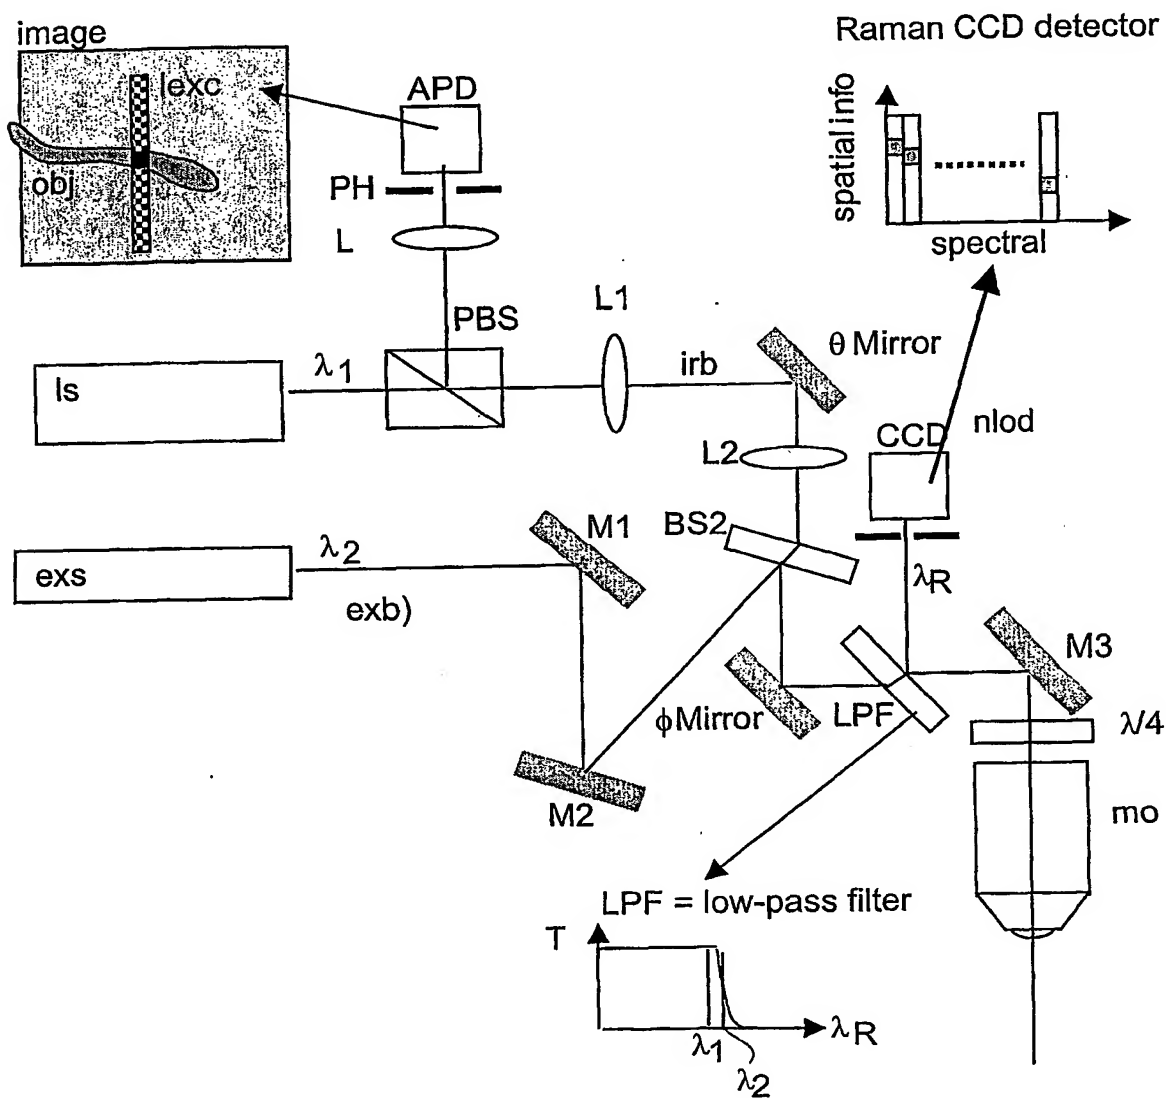 image
Raman CCD detector
lexc
APD
spatial info
obj
PH
L
spectral
PBS
L1
θ Mirror
λ1
irb
ls
nlod
CCD
L2
M1
BS2
λ2
exs
λR
exb)
M3
ϕ Mirror
LPF
λ/4
M2
mo
LPF = low-pass filter
T
λR
λ1
λ2